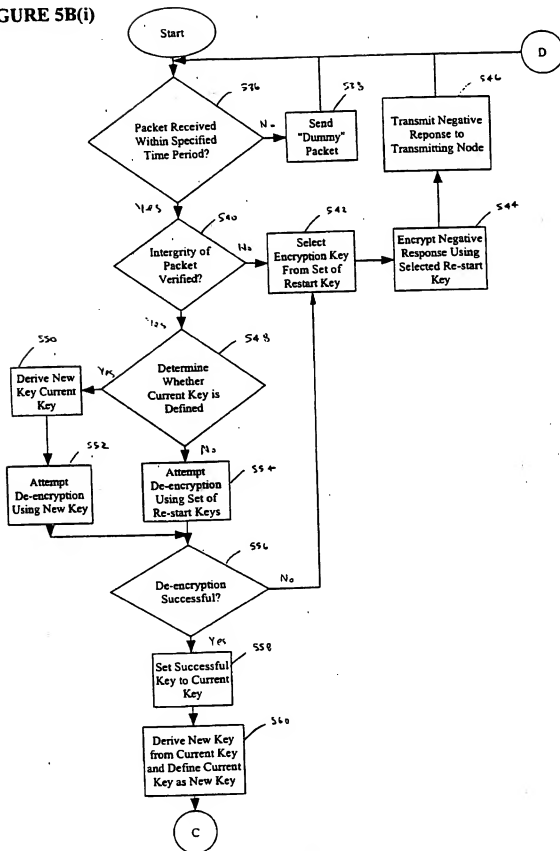 GURE 5B(i)
Start
D
536
Packet Received
Within Specified
Time Period?
No
533
Send
"Dummy"
Packet
546
Transmit Negative
Reponse to
Transmitting Node
Yes
540
Intergrity of
Packet
Verified?
No
542
Select
Encryption Key
From Set of
Restart Key
544
Encrypt Negative
Response Using
Selected Re-start
Key
Yes
548
Determine
Whether
Current Key is
Defined
Yes
550
Derive New
Key Current
Key
No
552
Attempt
De-encryption
Using New Key
554
Attempt
De-encryption
Using Set of
Re-start Keys
556
De-encryption
Successful?
No
Yes
558
Set Successful
Key to Current
Key
560
Derive New Key
from Current Key
and Define Current
Key as New Key
C